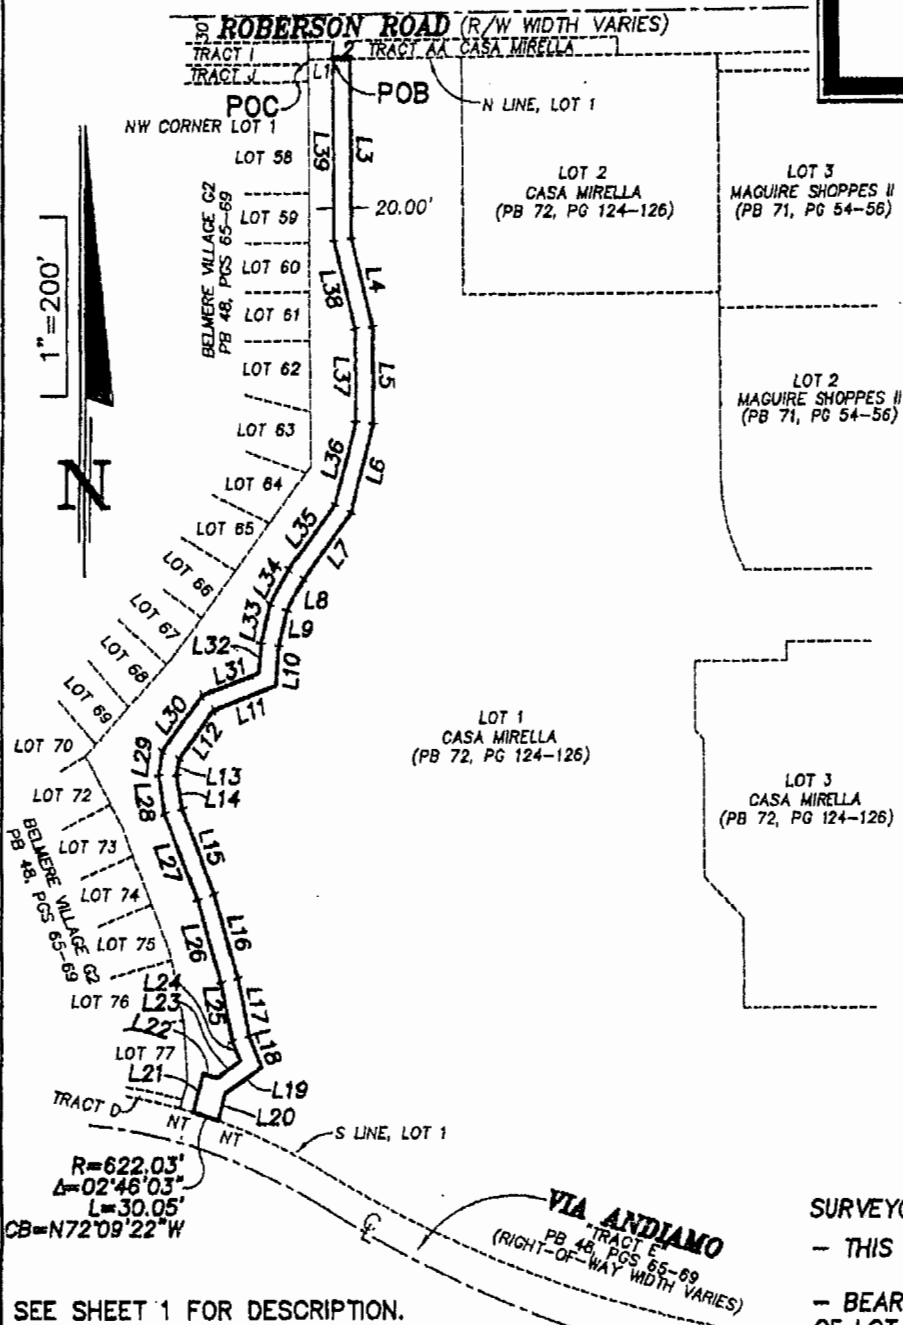 30'
ROBERSON ROAD (R/W WIDTH VARIES)
TRACT I
2
TRACT AA CASA MIRELLA
TRACT J
L1
POC
POB
N LINE, LOT 1
NW CORNER LOT 1
LOT 58
L39
L3
LOT 2
CASA MIRELLA
(PB 72, PG 124-126)
LOT 3
MAGUIRE SHOPPES II
(PB 71, PG 54-56)
LOT 59
20.00'
BELMERE VILLAGE G2
PB 48, PGS 65-69
LOT 60
L38
L4
1"=200'
LOT 61
LOT 62
L37
L5
LOT 2
MAGUIRE SHOPPES II
(PB 71, PG 54-56)
LOT 63
L36
L6
N
LOT 64
LOT 65
L35
L7
LOT 66
L34
L8
LOT 67
L33
L9
L32
L10
LOT 68
L31
L11
LOT 69
L30
L12
LOT 1
CASA MIRELLA
(PB 72, PG 124-126)
LOT 70
L29
L13
L28
L14
LOT 72
LOT 3
CASA MIRELLA
(PB 72, PG 124-126)
LOT 73
BELMERE VILLAGE G2
PB 48, PGS 65-69
L27
L15
LOT 74
LOT 75
L26
L16
L24
LOT 76
L23
L25
L17
L22
L18
LOT 77
L21
L19
L20
TRACT D
NT
NT
S LINE, LOT 1
R=622.03'
Δ=02°46'03"
L=30.05'
CB=N72°09'22"W
CL
VIA ANDIAMO
"TRACT E"
PB 48, PGS 65-69
(RIGHT-OF-WAY WIDTH VARIES)
SURVEYO
- THIS
- BEAR
OF LOT
SEE SHEET 1 FOR DESCRIPTION.